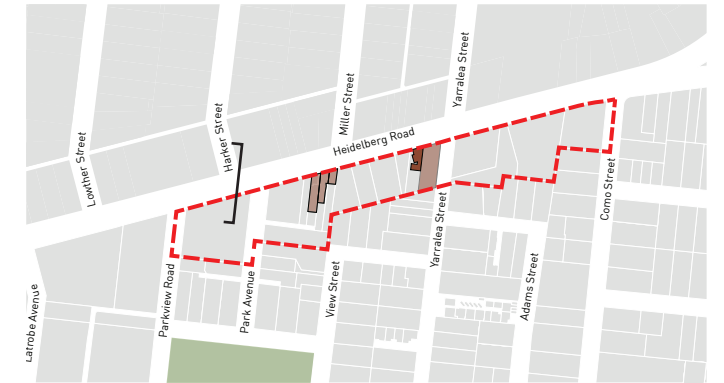 Lowther Street
Harker Street
Miller Street
Yarralea Street
Heidelberg Road
Latrobe Avenue
Parkview Road
Park Avenue
View Street
Yarralea Street
Adams Street
Como Street